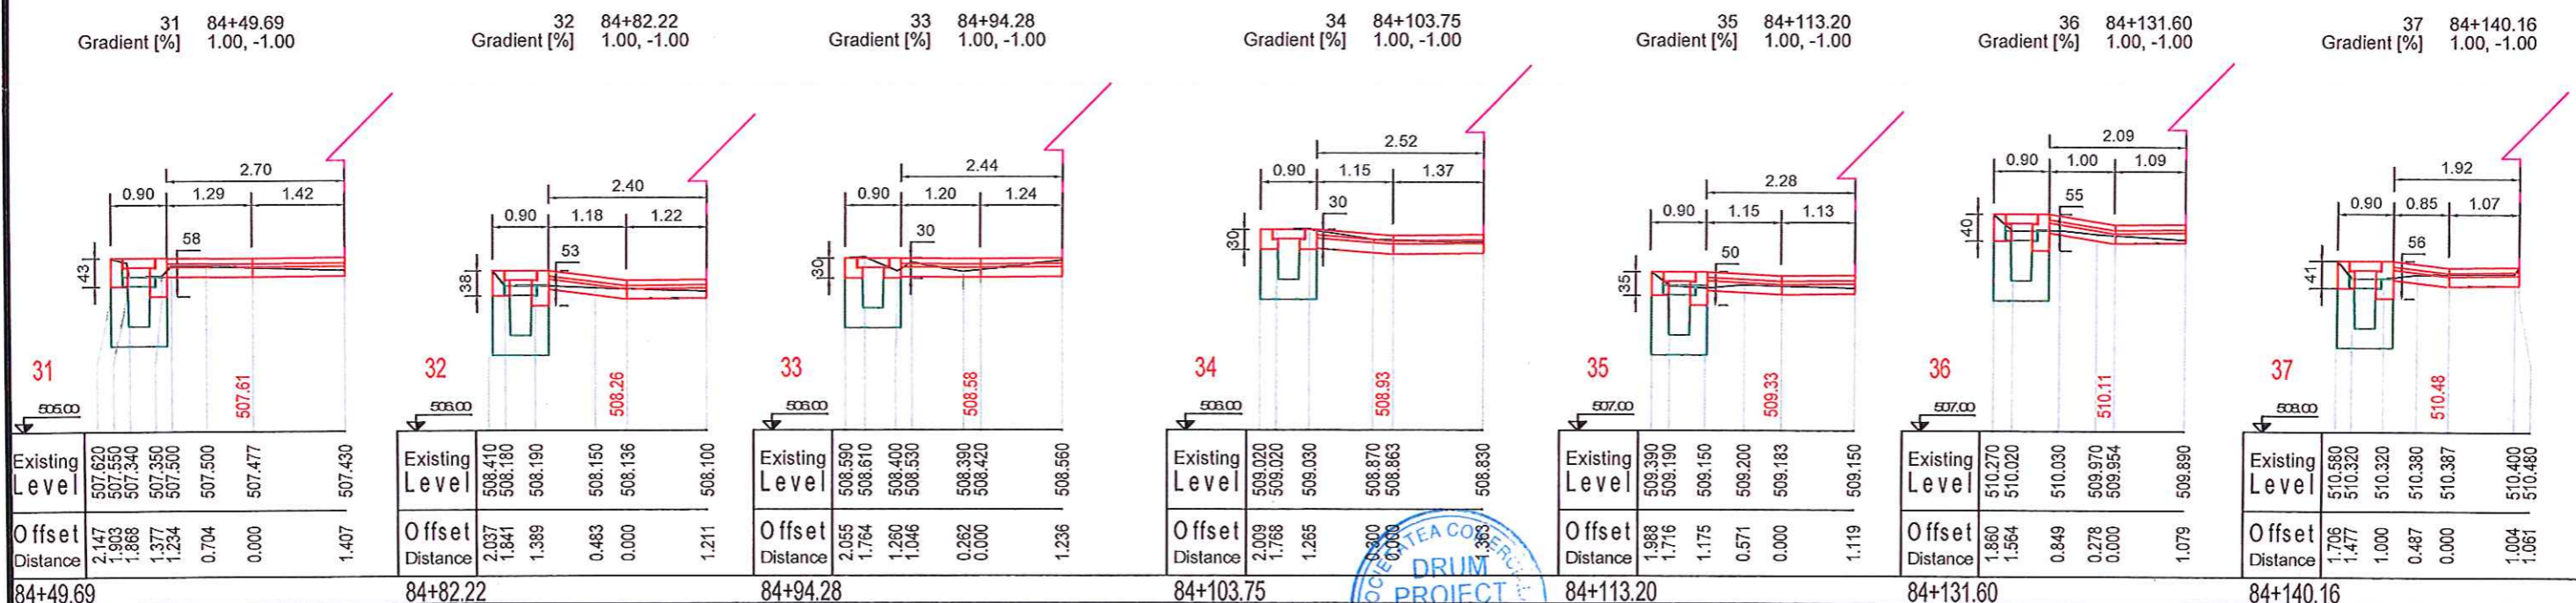 31 84+49.69
Gradient [%] 1.00, -1.00
2.70
0.90 1.29 1.42
58
43
31
507.61
505.00
Existing Level 507.620 507.550 507.340 507.350 507.500 507.500 507.477 507.430
Offset Distance 2.147 1.903 1.868 1.377 1.234 0.704 0.000 1.407
84+49.69
32 84+82.22
Gradient [%] 1.00, -1.00
2.40
0.90 1.18 1.22
53
38
32
508.26
506.00
Existing Level 508.410 508.180 508.190 508.150 508.136 508.100
Offset Distance 2.037 1.841 1.389 0.483 0.000 1.211
84+82.22
33 84+94.28
Gradient [%] 1.00, -1.00
2.44
0.90 1.20 1.24
30
30
33
508.58
506.00
Existing Level 508.590 508.610 508.400 508.530 508.390 508.420 508.560
Offset Distance 2.055 1.764 1.260 1.046 0.262 0.000 1.236
84+94.28
34 84+103.75
Gradient [%] 1.00, -1.00
2.52
0.90 1.15 1.37
30
30
34
508.93
506.00
Existing Level 509.020 509.020 509.030 508.870 508.863 508.830
Offset Distance 2.009 1.768 1.265 0.300 0.000
84+103.75
DRUM
PROIECT
35 84+113.20
Gradient [%] 1.00, -1.00
2.28
0.90 1.15 1.13
50
35
35
509.33
507.00
Existing Level 509.390 509.190 509.150 509.200 509.183 509.150
Offset Distance 1.988 1.716 1.175 0.571 0.000 1.119
84+113.20
36 84+131.60
Gradient [%] 1.00, -1.00
2.09
0.90 1.00 1.09
55
40
36
510.11
507.00
Existing Level 510.270 510.020 510.030 509.970 509.954 509.890
Offset Distance 1.860 1.564 0.849 0.278 0.000 1.079
84+131.60
37 84+140.16
Gradient [%] 1.00, -1.00
1.92
0.90 0.85 1.07
56
41
37
510.48
508.00
Existing Level 510.580 510.320 510.320 510.380 510.387 510.400 510.480
Offset Distance 1.706 1.477 1.000 0.487 0.000 1.004 1.061
84+140.16